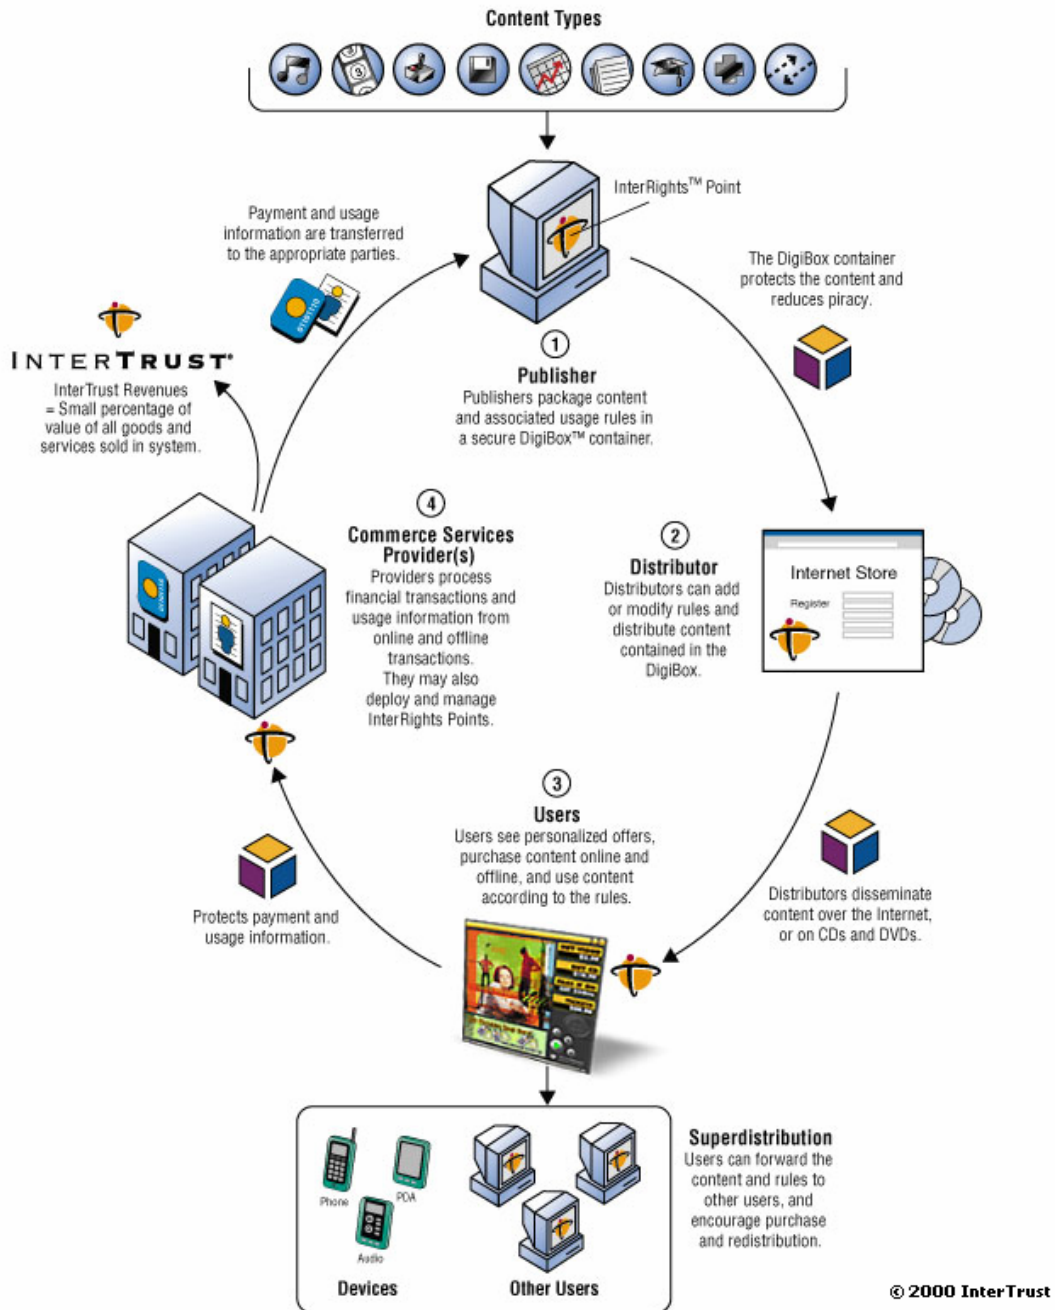 Content Types
InterRights™ Point
Payment and usage
information are transferred
to the appropriate parties.
The DigiBox container
protects the content and
reduces piracy.
INTERTRUST®
InterTrust Revenues
= Small percentage of
value of all goods and
services sold in system.
1
Publisher
Publishers package content
and associated usage rules in
a secure DigiBox™ container.
4
Commerce Services
Provider(s)
Providers process
financial transactions and
usage information from
online and offline
transactions.
They may also
deploy and manage
InterRights Points.
2
Distributor
Distributors can add
or modify rules and
distribute content
contained in the
DigiBox.
Internet Store
Register
3
Users
Users see personalized offers,
purchase content online and
offline, and use content
according to the rules.
Protects payment and
usage information.
Distributors disseminate
content over the Internet,
or on CDs and DVDs.
Phone
PDA
Audio
Devices
Other Users
Superdistribution
Users can forward the
content and rules to
other users, and
encourage purchase
and redistribution.
© 2000 InterTrust